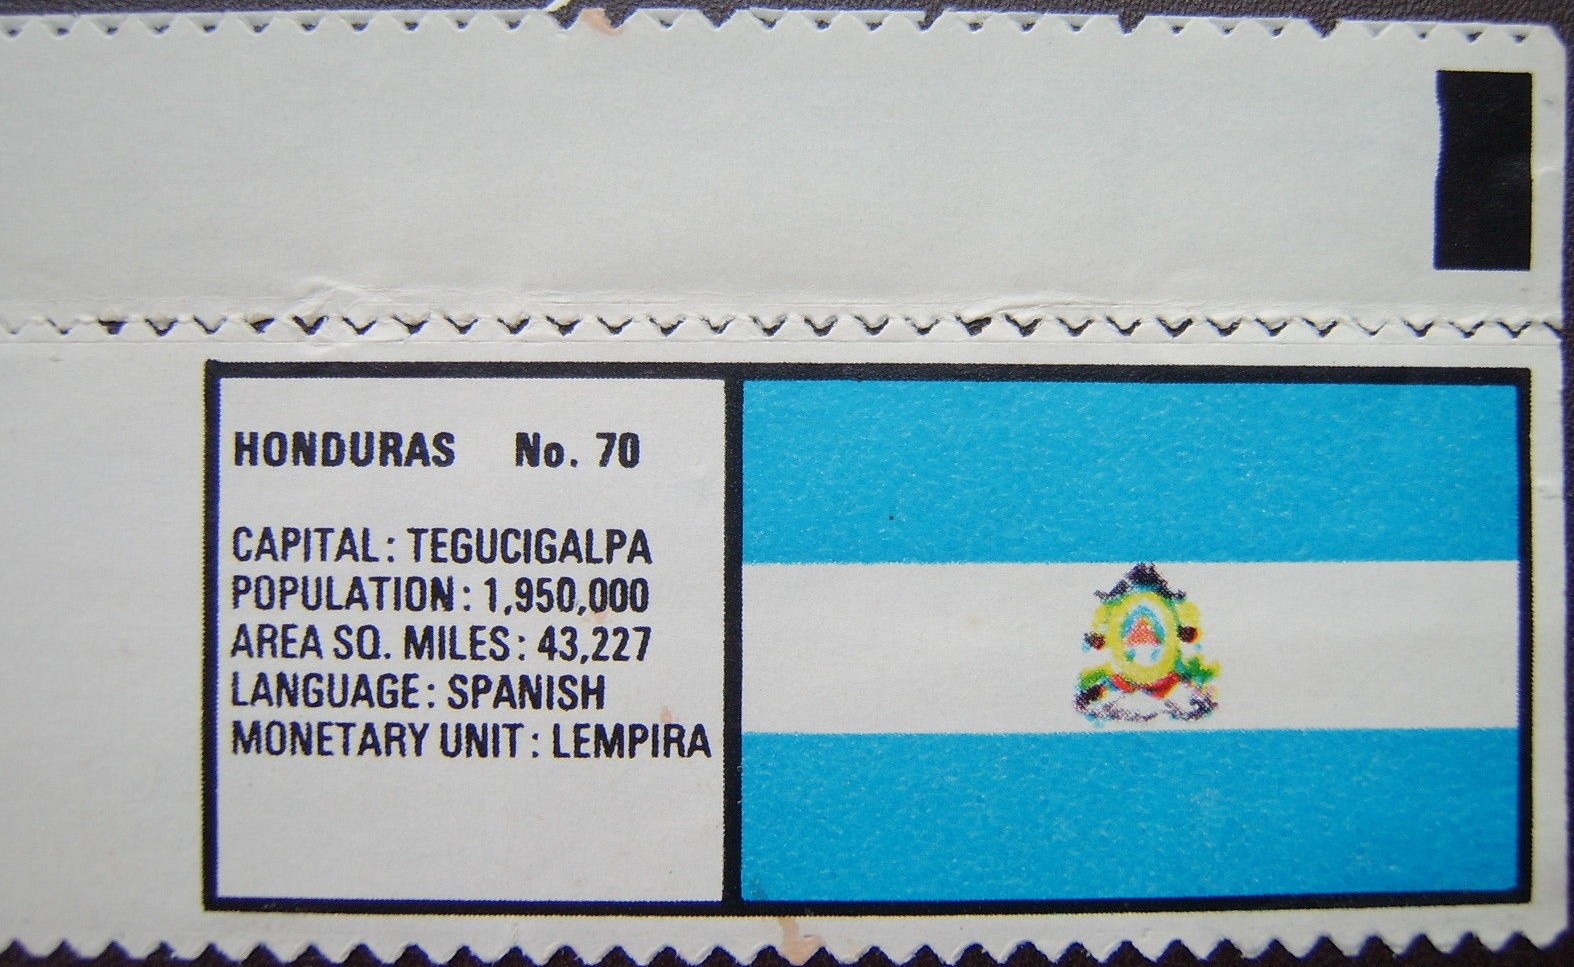 HONDURAS No. 70
CAPITAL: TEGUCIGALPA
POPULATION: 1,950,000
AREA SQ. MILES: 43,227
LANGUAGE: SPANISH
MONETARY UNIT: LEMPIRA